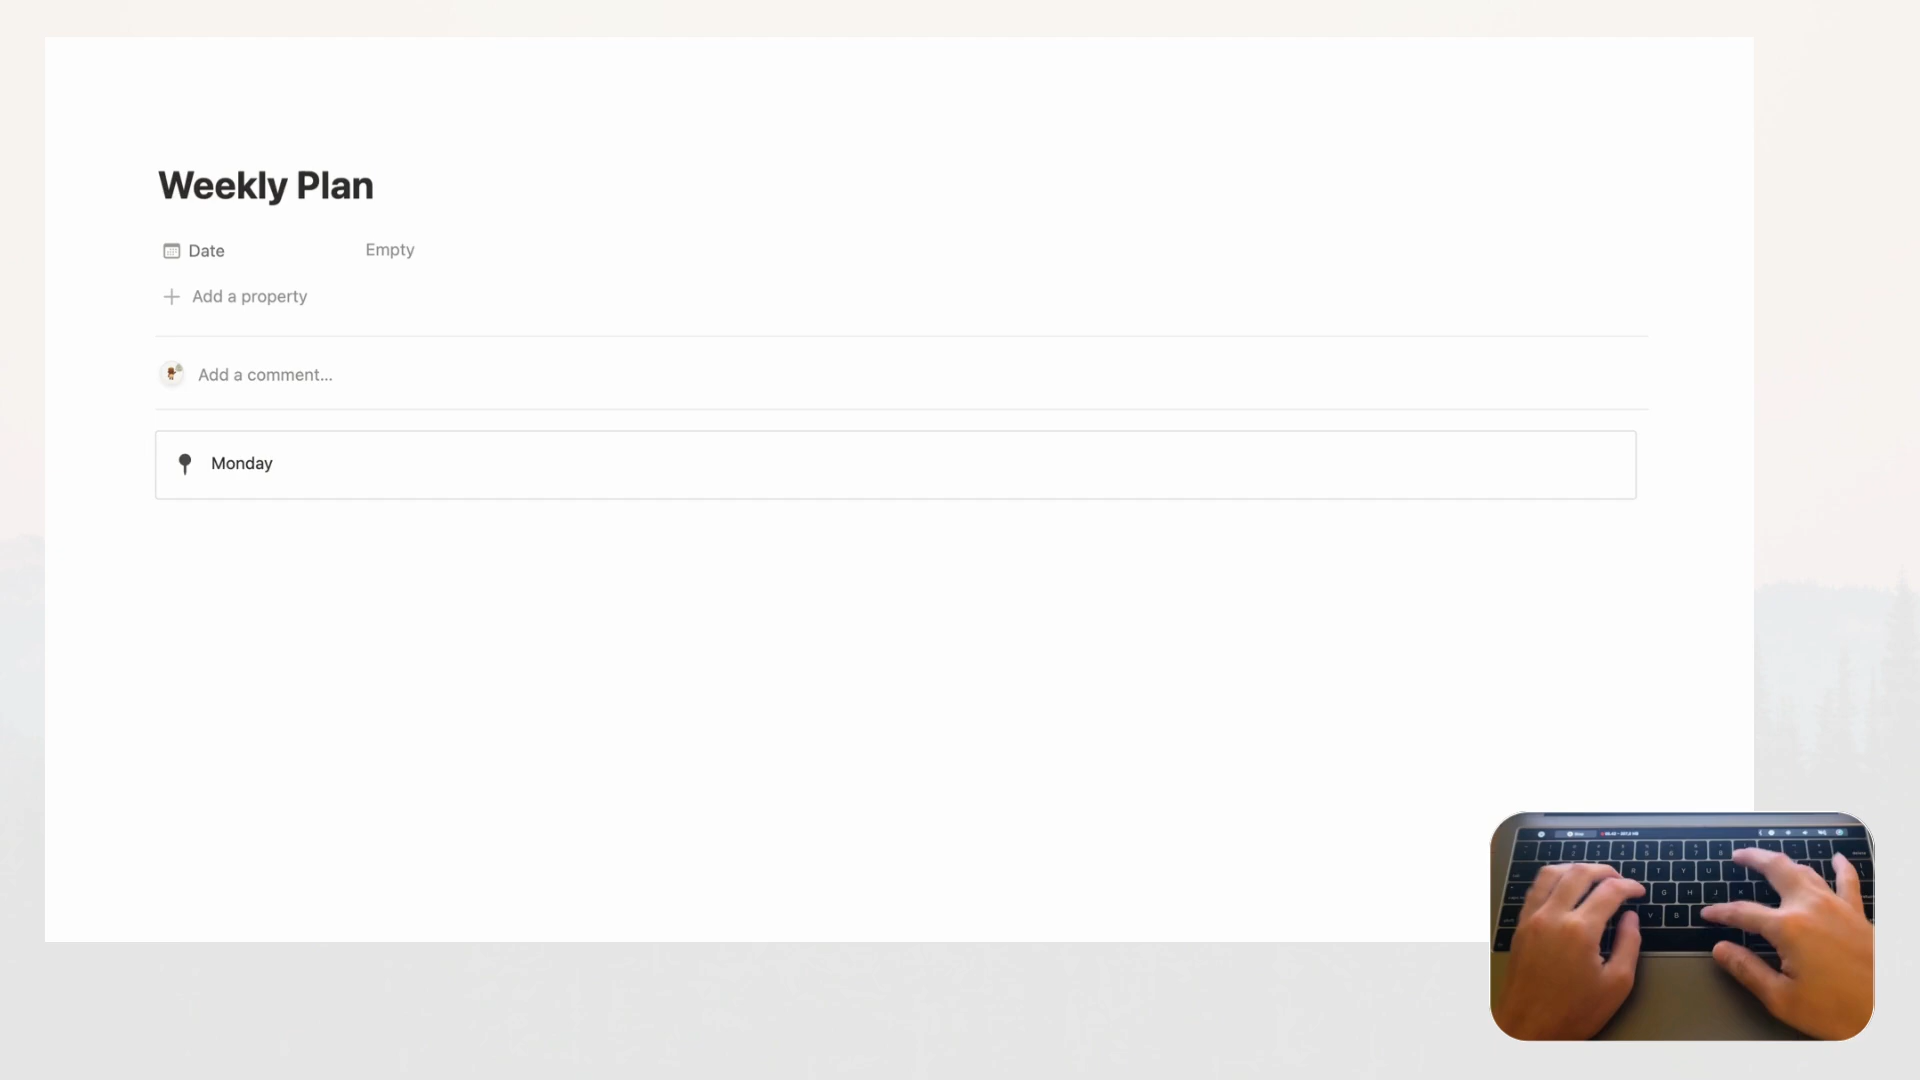 Weekly Plan
Date Empty
Add a property
Add a comment...
Monday
R T Y U
G H J K
V B